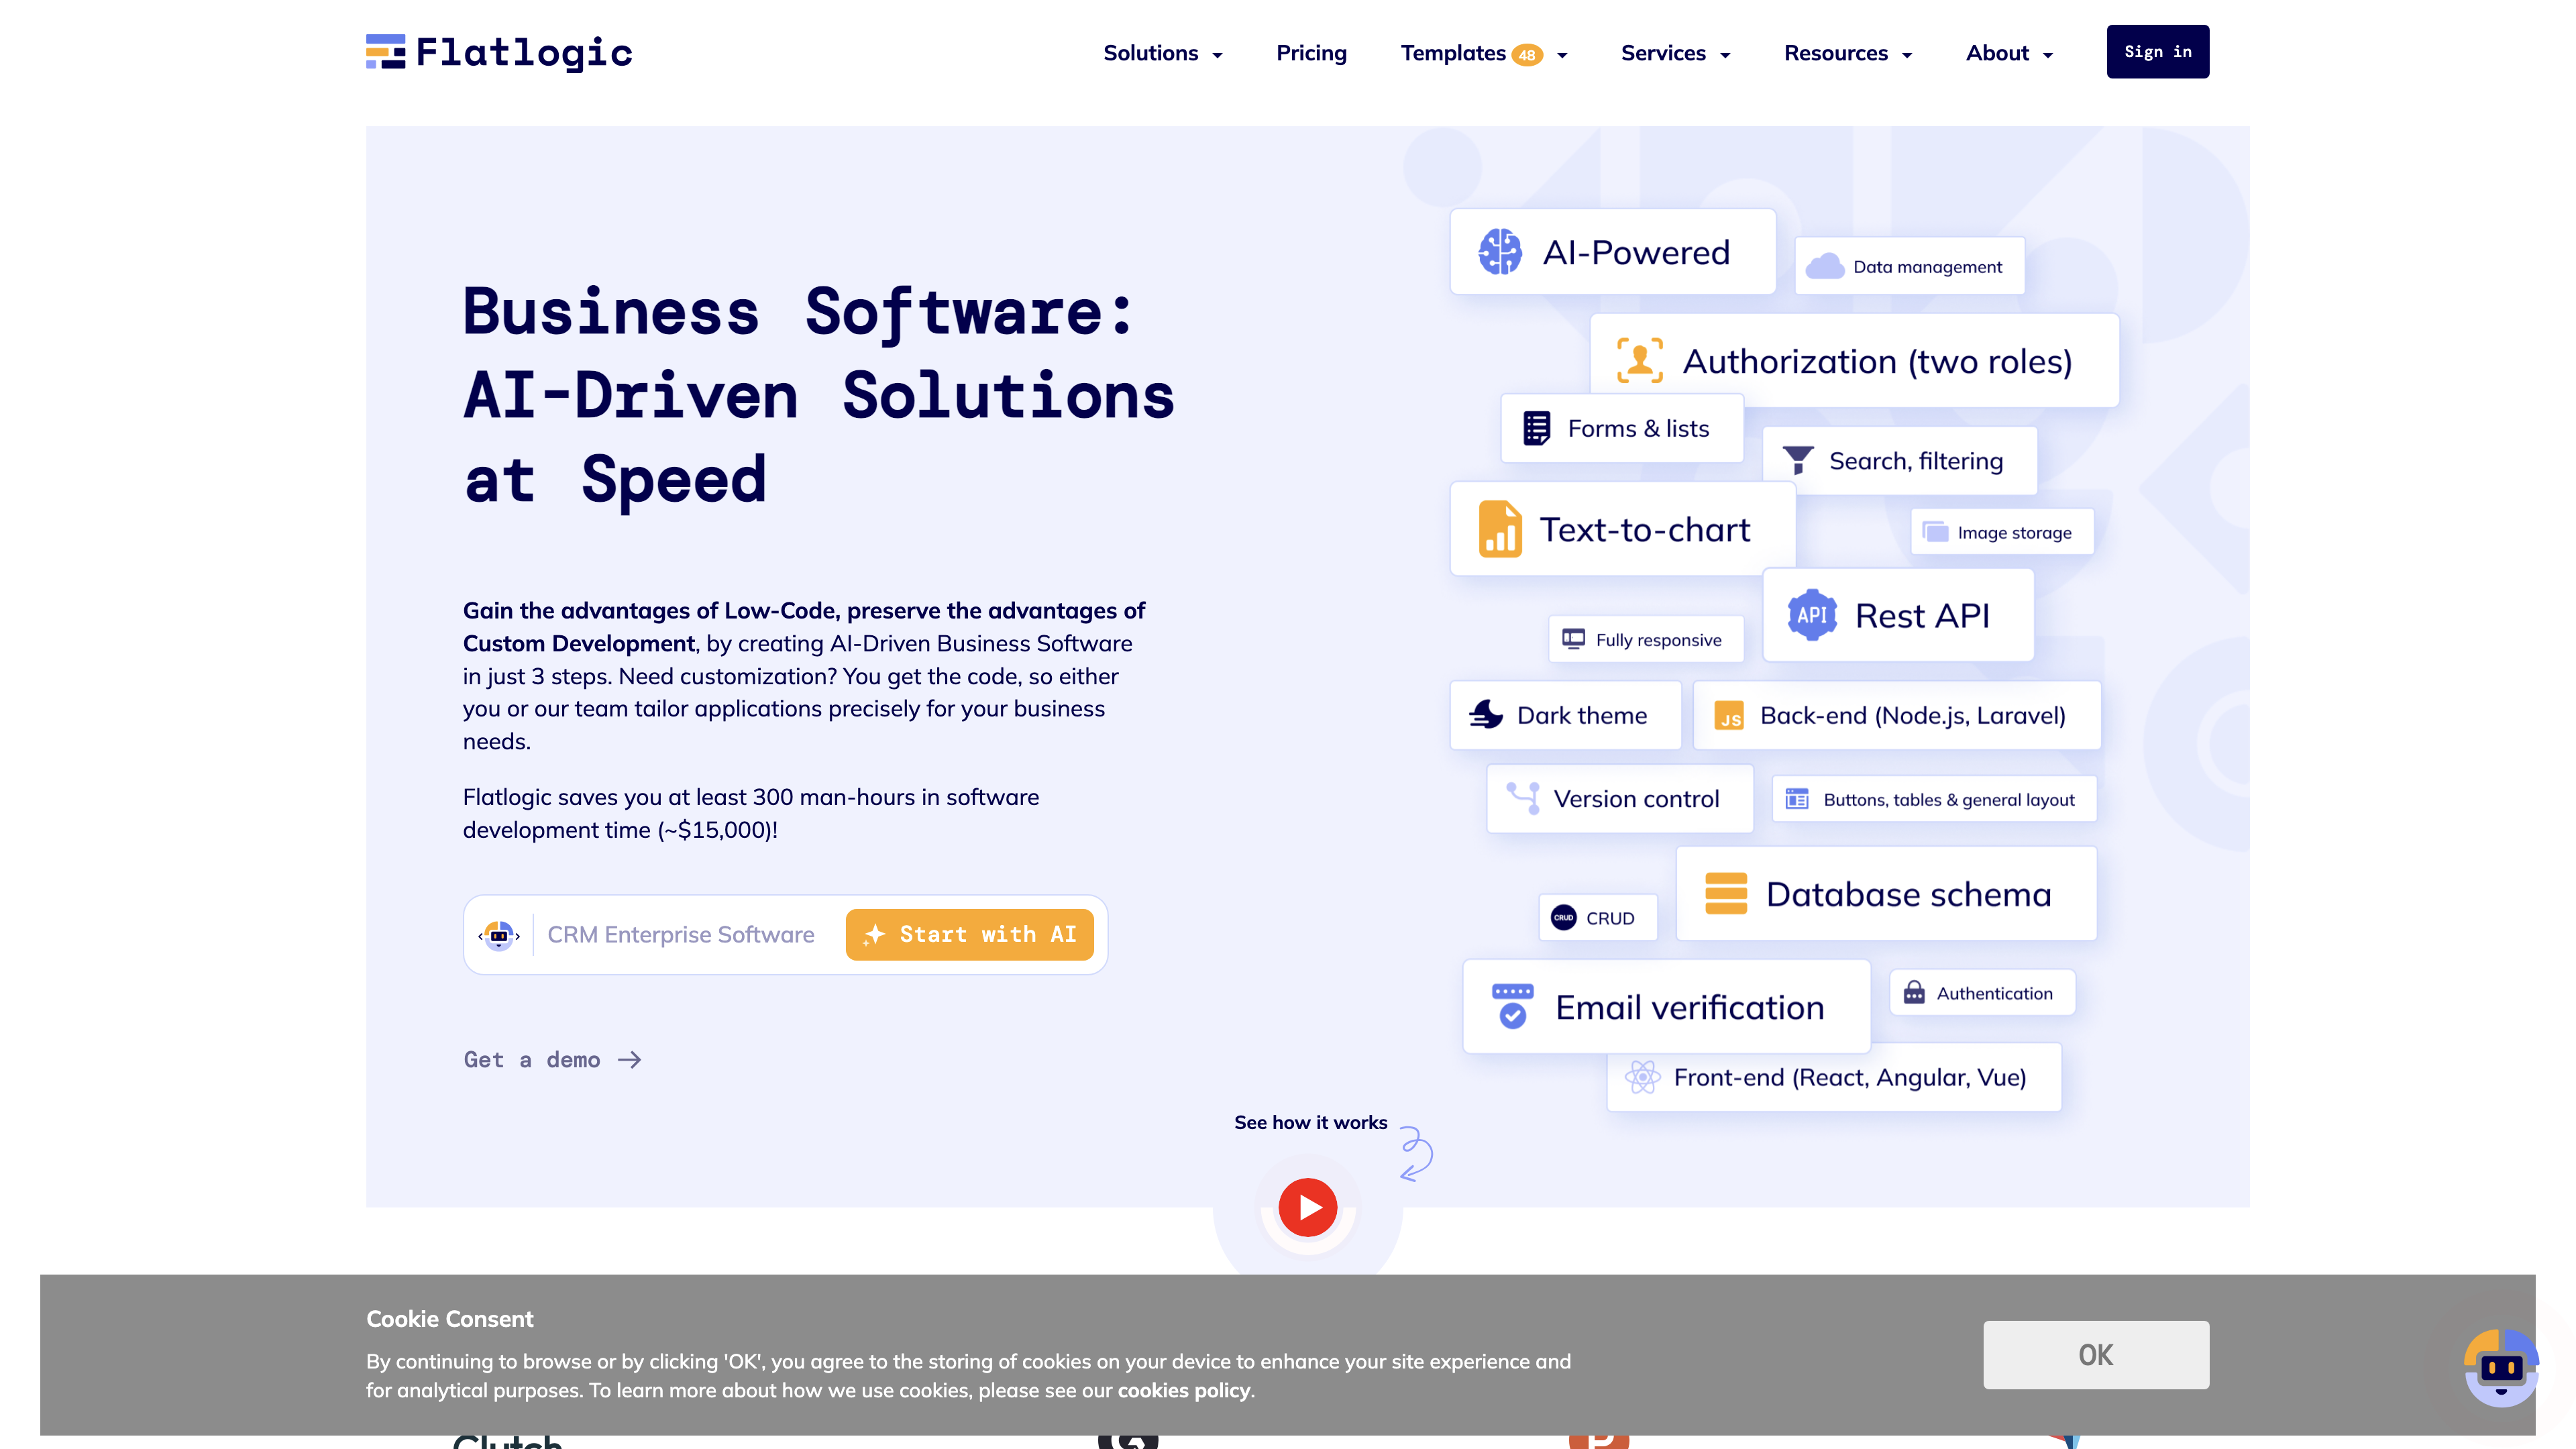 Flatlogic
Solutions
Pricing
Templates 48
Services
Resources
About
Sign in
Business Software:
AI-Driven Solutions
at Speed
Gain the advantages of Low-Code, preserve the advantages of
Custom Development, by creating AI-Driven Business Software
in just 3 steps. Need customization? You get the code, so either
you or our team tailor applications precisely for your business
needs.
Flatlogic saves you at least 300 man-hours in software
development time (~$15,000)!
CRM Enterprise Software
Start with AI
Get a demo
AI-Powered
Data management
Authorization (two roles)
Forms & lists
Search, filtering
Text-to-chart
Image storage
API Rest API
Fully responsive
Dark theme
JS Back-end (Node.js, Laravel)
Version control
Buttons, tables & general layout
Database schema
CRUD CRUD
Email verification
Authentication
Front-end (React, Angular, Vue)
See how it works
Cookie Consent
By continuing to browse or by clicking 'OK', you agree to the storing of cookies on your device to enhance your site experience and
for analytical purposes. To learn more about how we use cookies, please see our cookies policy.
OK
Clutch